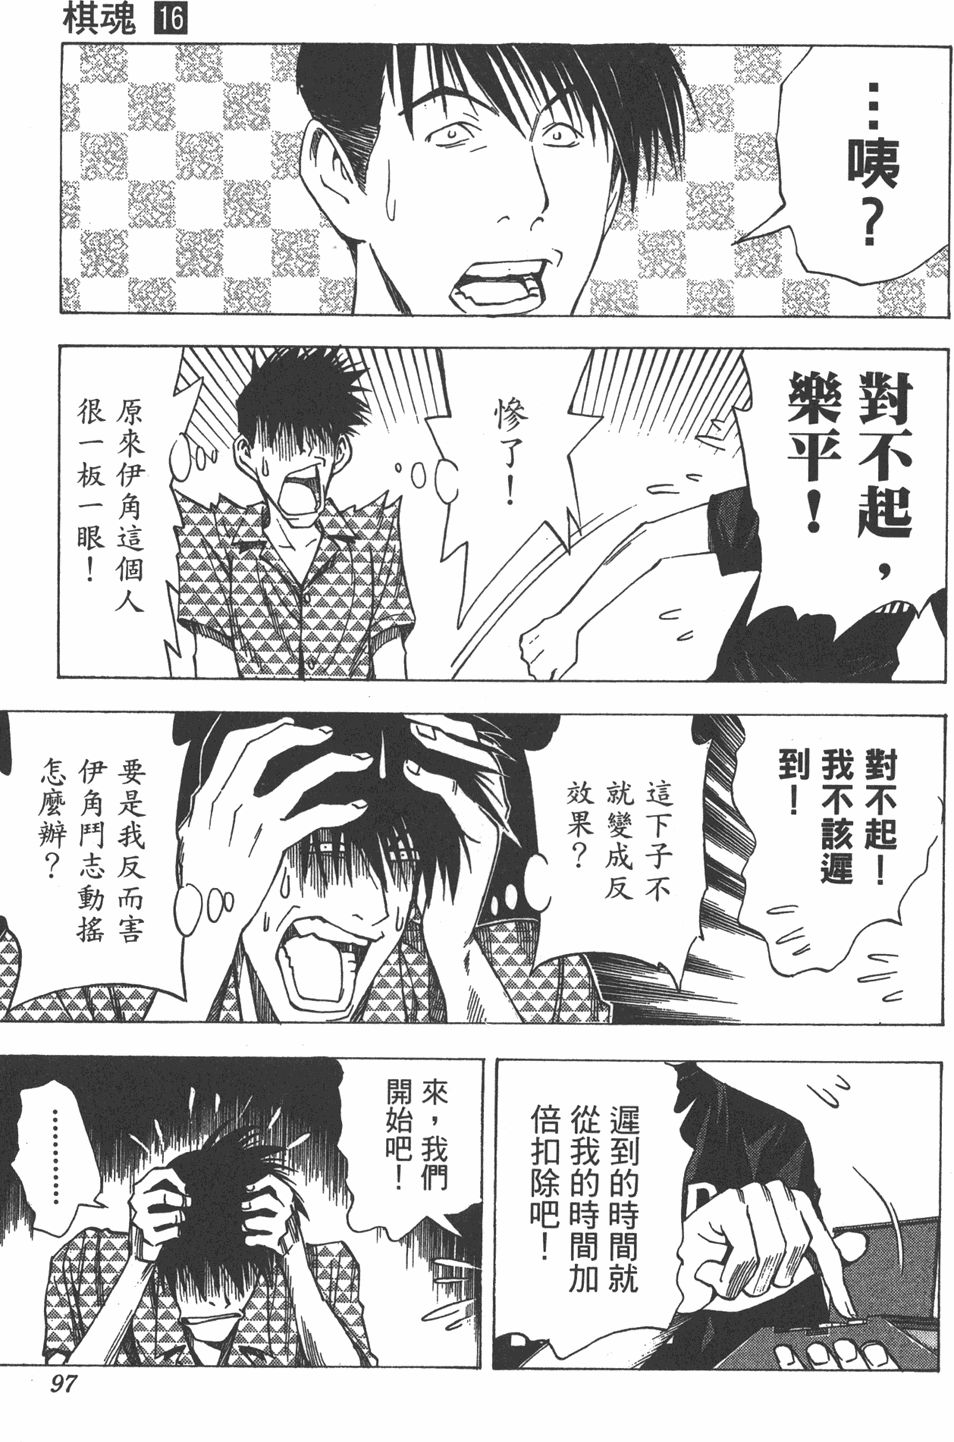 棋魂 16
…咦？
對不起，
樂平！
慘了！
原來伊角這個人
很一板一眼！
對不起！
我不該遲
到！
這下子不
就變成反
效果？
要是我反而害
伊角鬥志動搖
怎麼辦？
遲到的時間就
從我的時間加
倍扣除吧！
來，我們
開始吧！
………
97